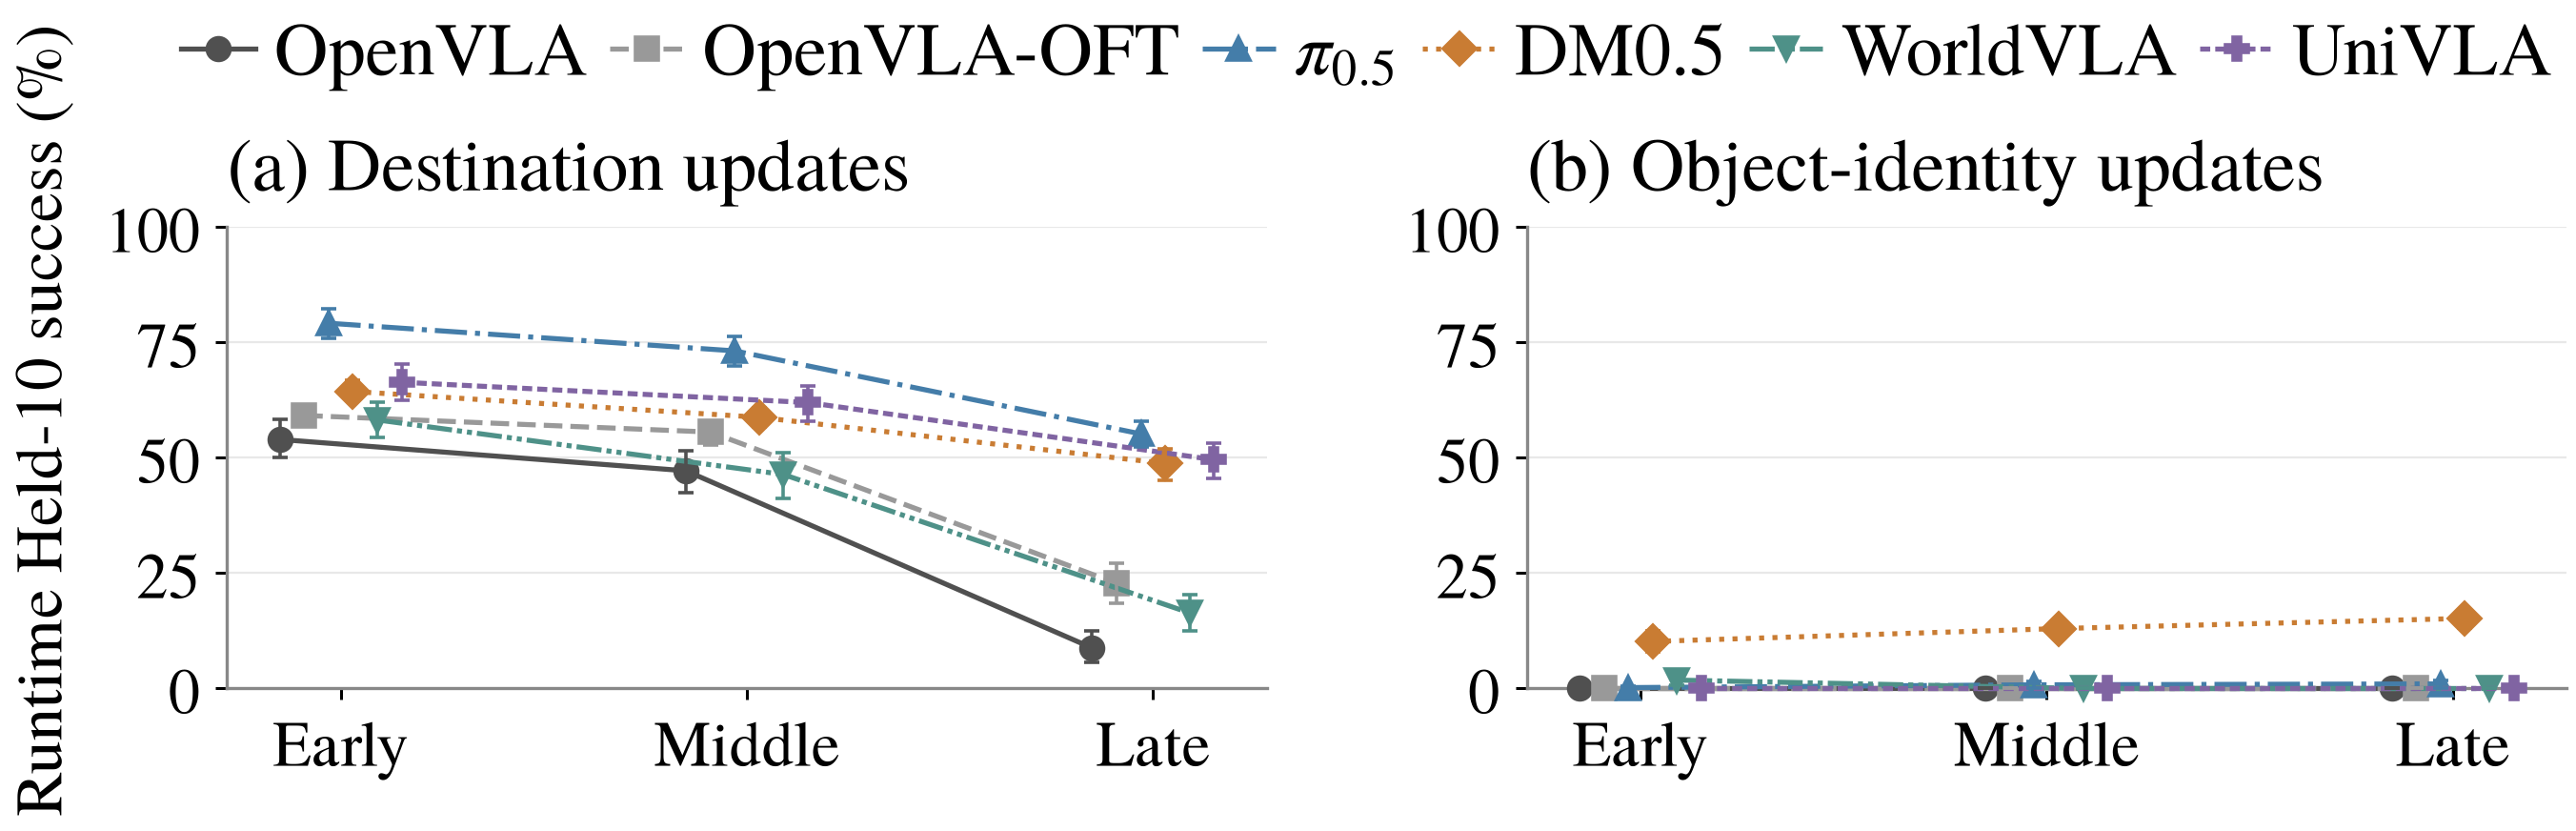 OpenVLA OpenVLA-OFT π0.5 DM0.5 WorldVLA UniVLA
Runtime Held-10 success (%)
(a) Destination updates
100
75
50
25
0
Early Middle Late
(b) Object-identity updates
100
75
50
25
0
Early Middle Late